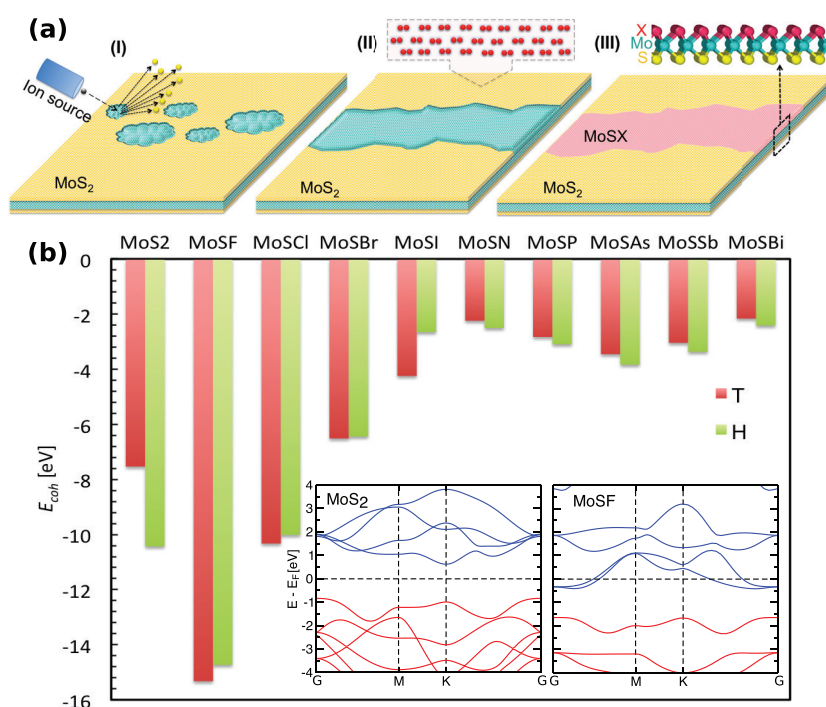 (a)
(I)
(II)
(III)
X
Mo
S
Ion source
MoS2
MoS2
MoSX
MoS2
(b)
MoS2 MoSF MoSCl MoSBr MoSI MoSN MoSP MoSAs MoSSb MoSBi
0
-2
-4
-6
-8
-10
-12
-14
-16
Ecoh [eV]
T
H
MoS2
MoSF
E - EF [eV]
4
3
2
1
0
-1
-2
-3
-4
G M K G
G M K G